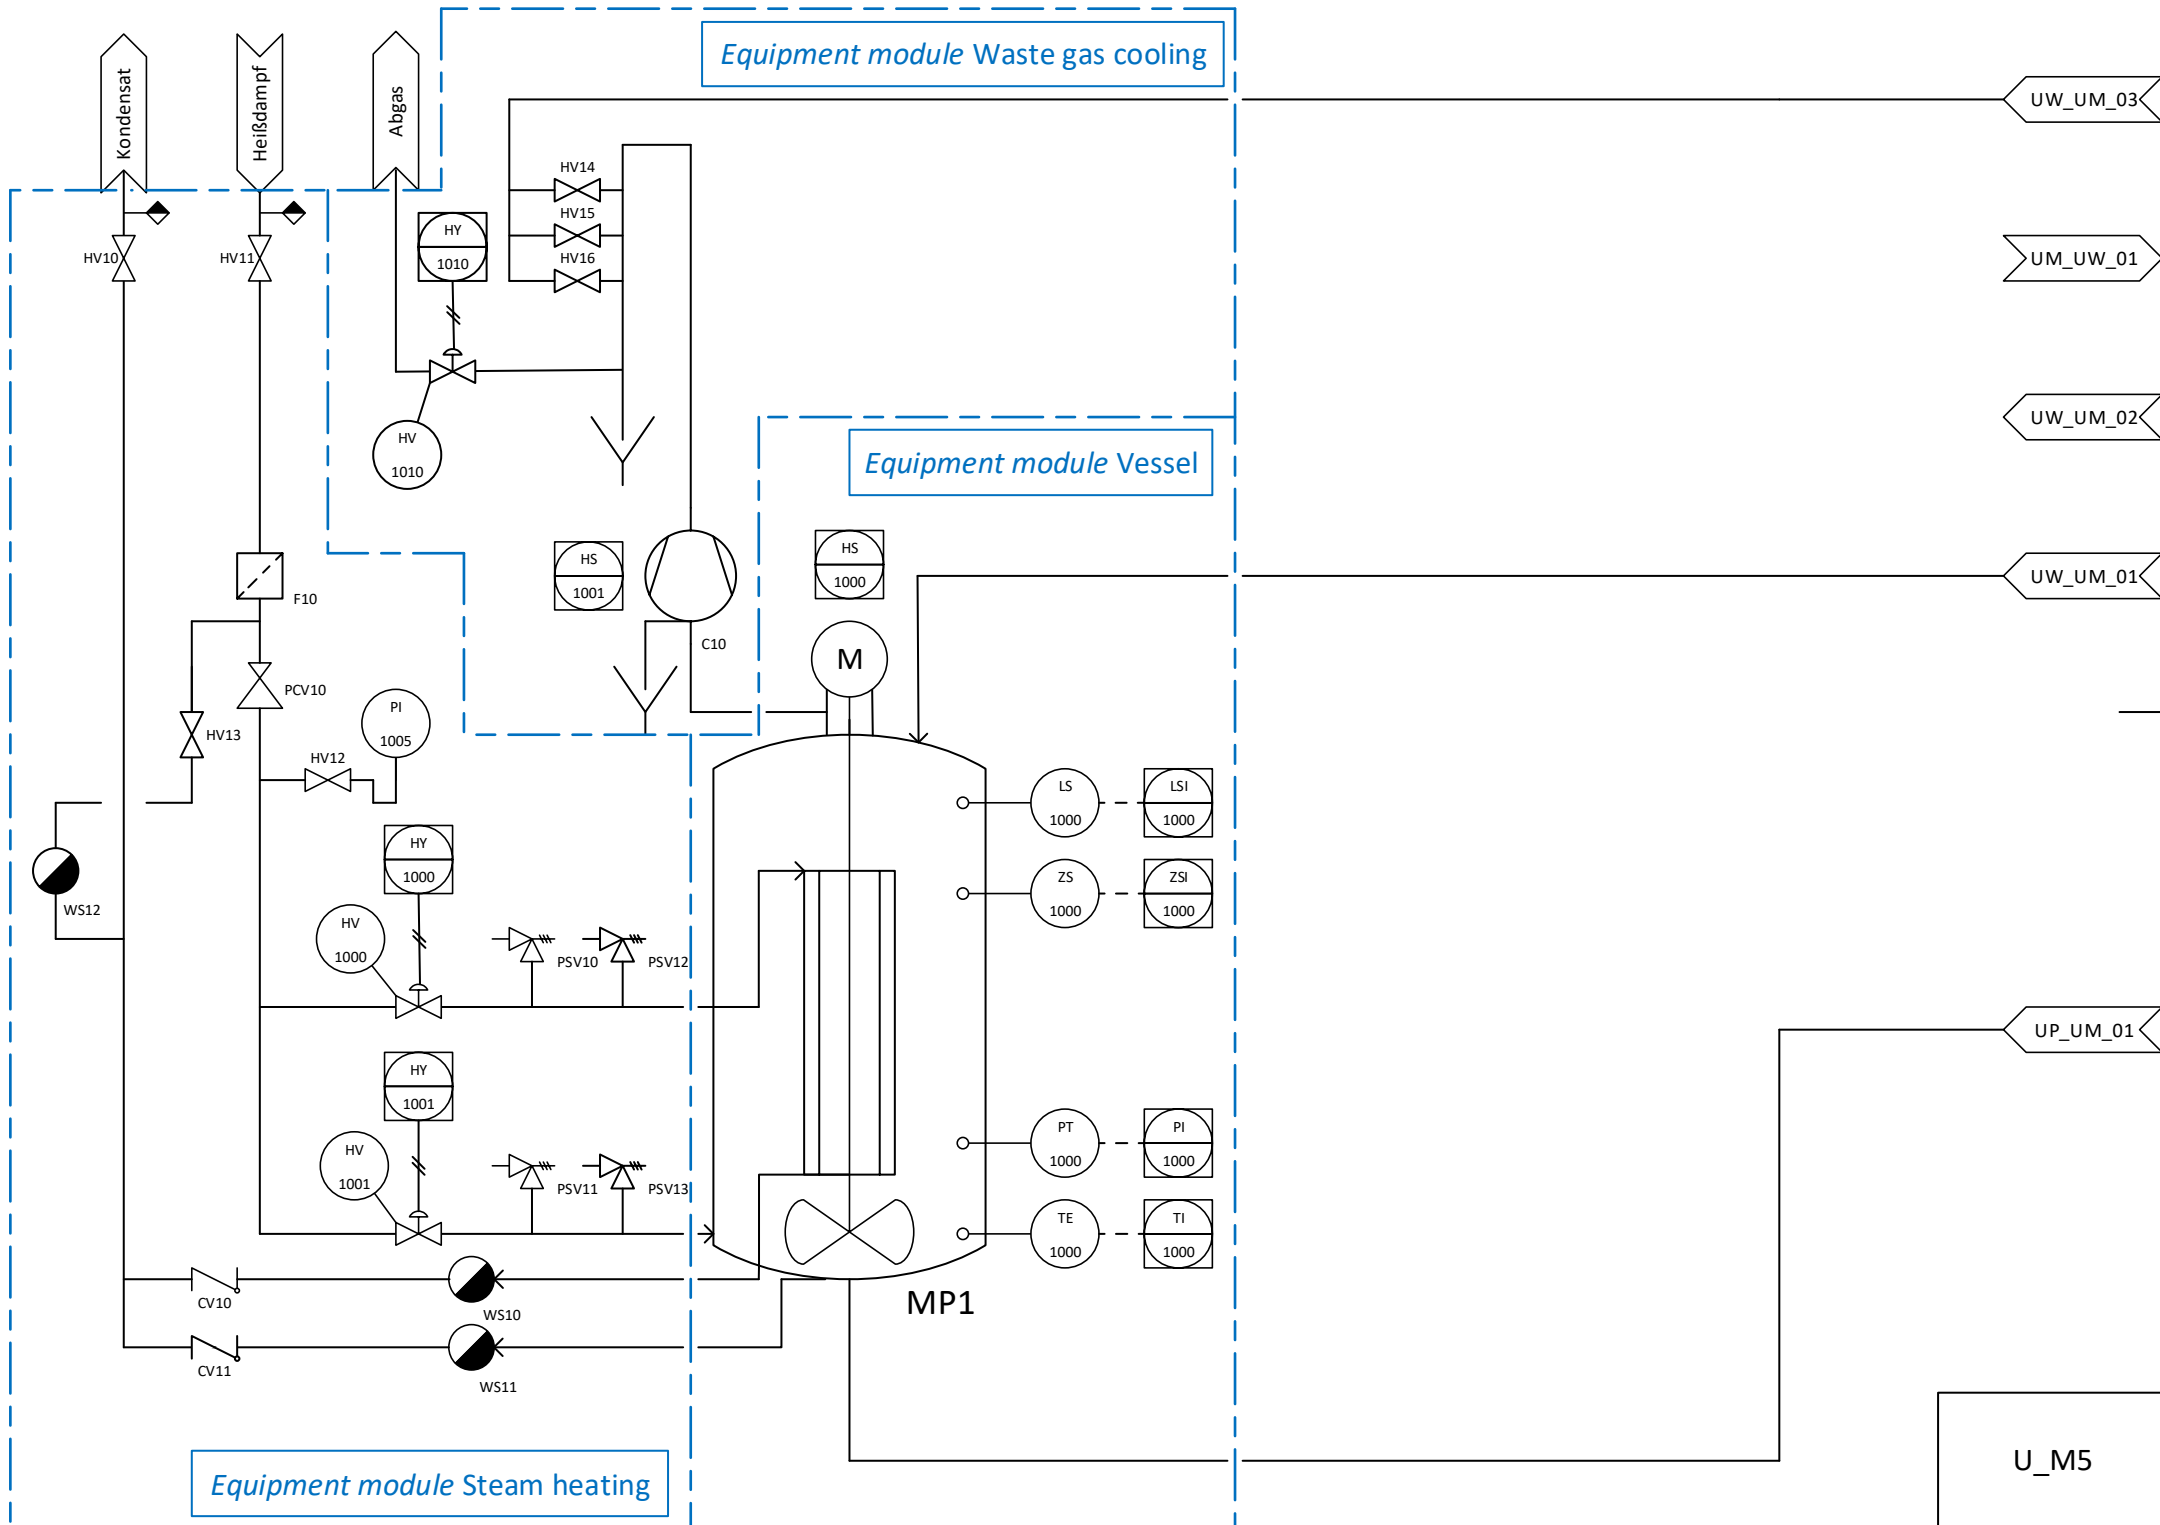 Equipment module Waste gas cooling
Kondensat
Heißdampf
Abgas
UW_UM_03
HV14
HV15
HV16
HY
1010
HV10
HV11
UM_UW_01
HV
1010
UW_UM_02
Equipment module Vessel
HS
1001
HS
1000
UW_UM_01
F10
C10
M
PCV10
PI
1005
HV13
HV12
LS
1000
LSI
1000
HY
1000
ZS
1000
ZSI
1000
WS12
HV
1000
PSV10
PSV12
UP_UM_01
HY
1001
PT
1000
PI
1000
HV
1001
PSV11
PSV13
TE
1000
TI
1000
CV10
WS10
MP1
CV11
WS11
U_M5
Equipment module Steam heating